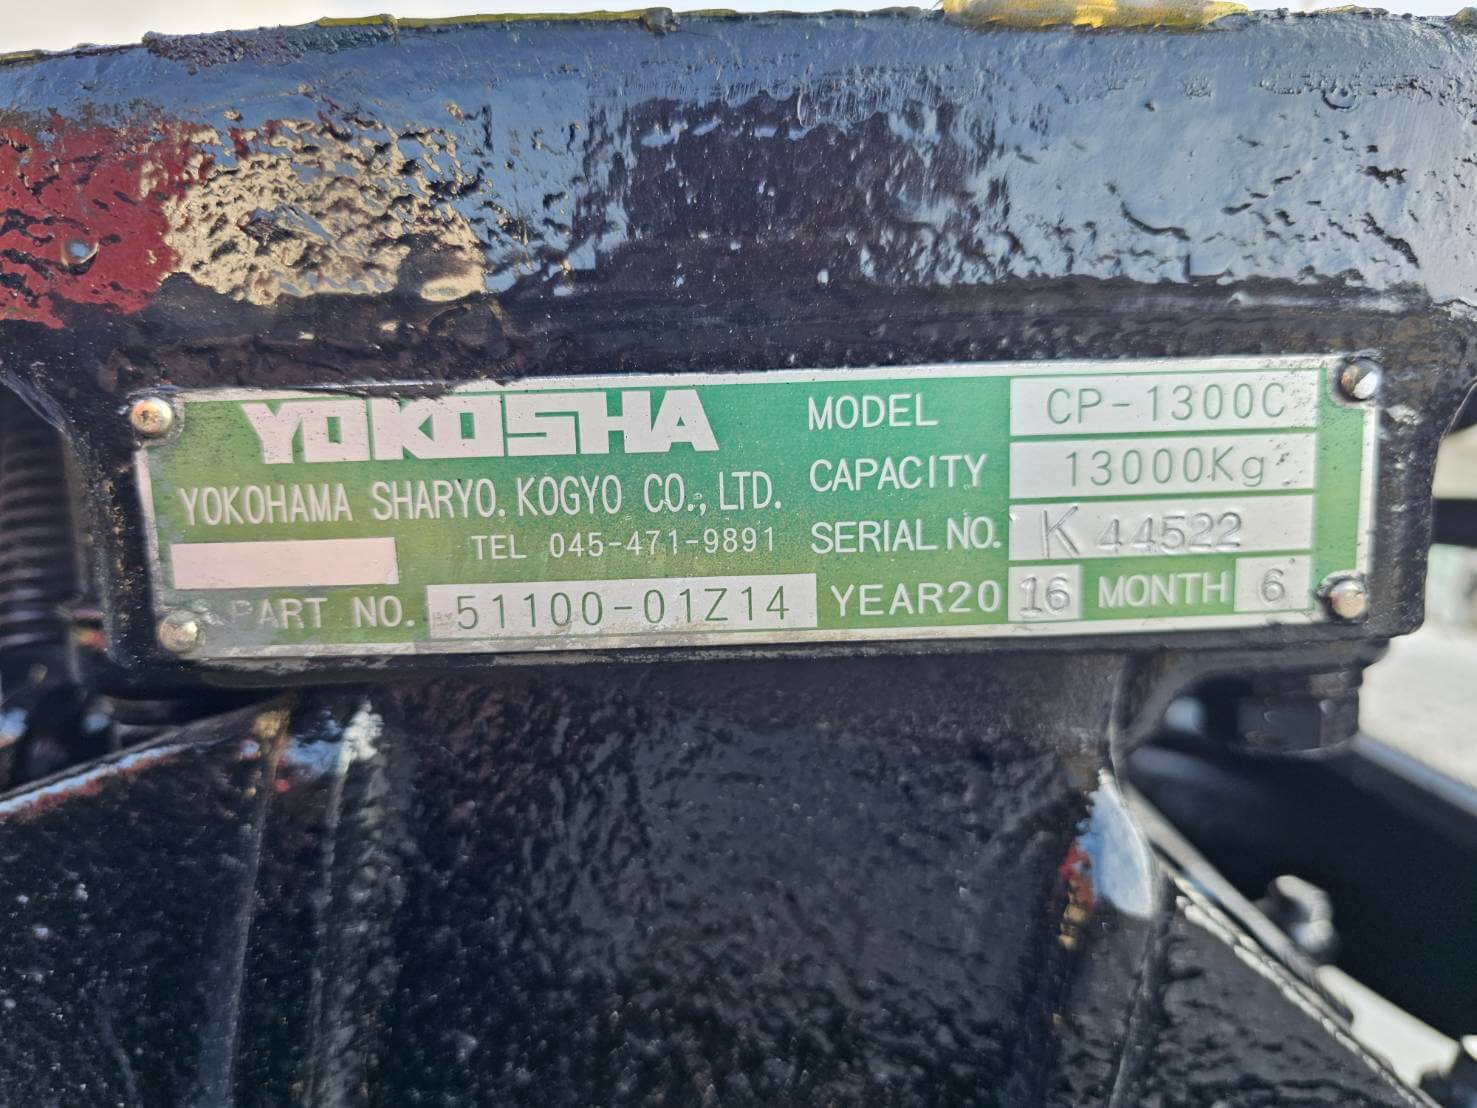 YOKOSHA
YOKOHAMA SHARYO. KOGYO CO., LTD.
TEL 045-471-9891
PART NO. 51100-01Z14
MODEL CP-1300C
CAPACITY 13000Kg
SERIAL NO. K 44522
YEAR20 16 MONTH 6